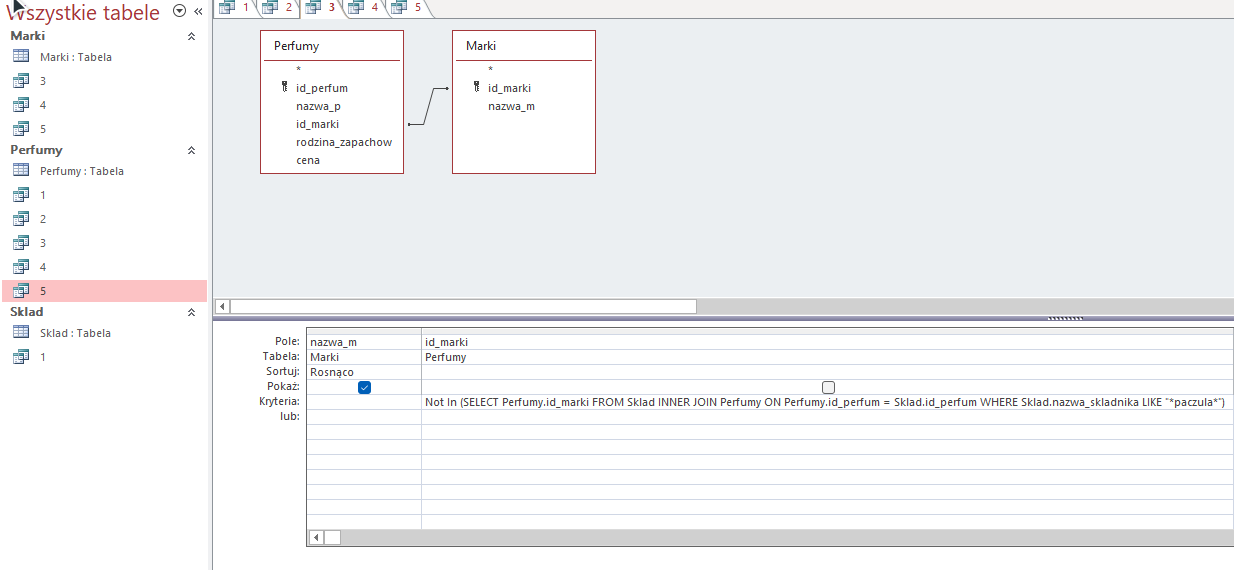 Wszystkie tabele
Marki
Marki : Tabela
3
4
5
Perfumy
Perfumy : Tabela
1
2
3
4
5
Sklad
Sklad : Tabela
1
1 2 3 4 5
Perfumy
*
id_perfum
nazwa_p
id_marki
rodzina_zapachow
cena
Marki
*
id_marki
nazwa_m
Pole: nazwa_m id_marki
Tabela: Marki Perfumy
Sortuj: Rosnąco
Pokaż:
Kryteria: Not In (SELECT Perfumy.id_marki FROM Sklad INNER JOIN Perfumy ON Perfumy.id_perfum = Sklad.id_perfum WHERE Sklad.nazwa_skladnika LIKE "*paczula*")
lub: